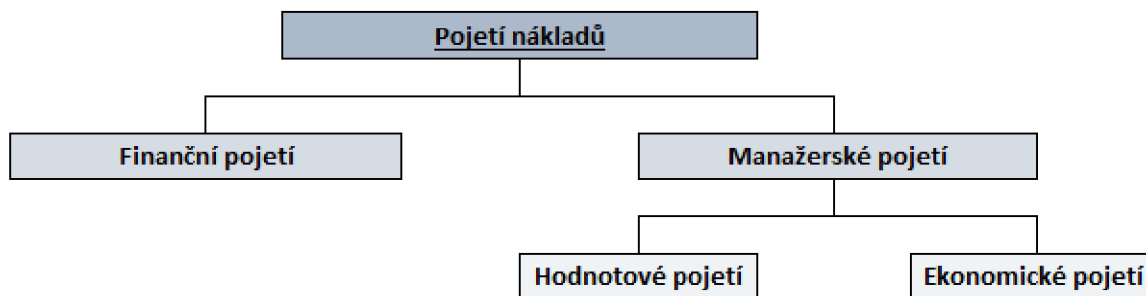 Pojetí nákladů
Finanční pojetí
Manažerské pojetí
Hodnotové pojetí
Ekonomické pojetí